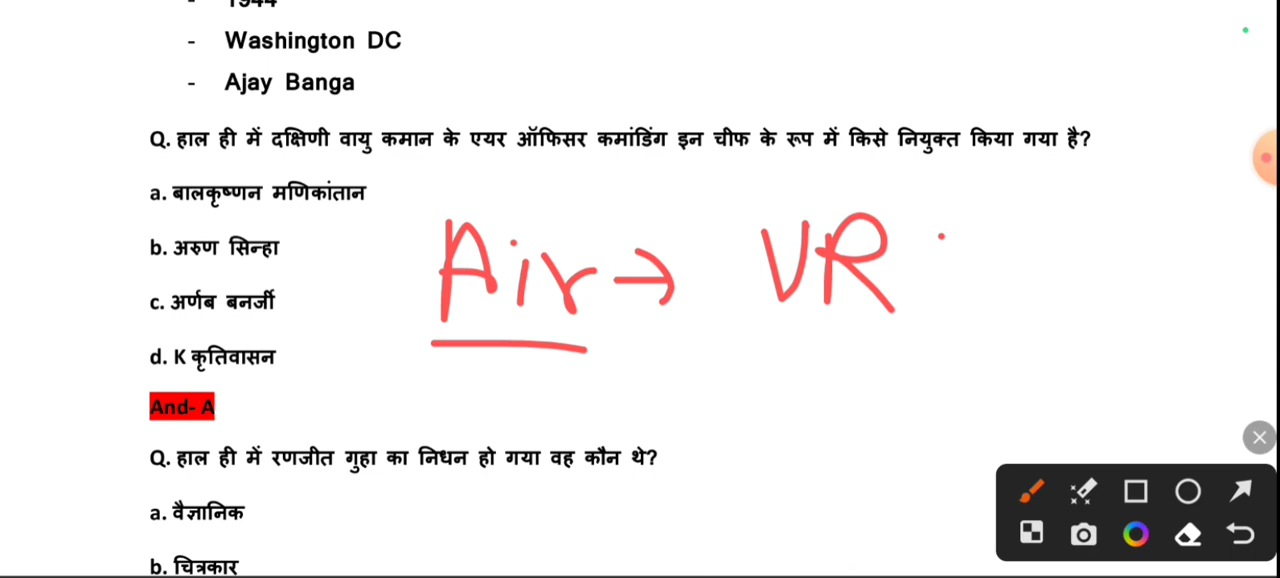 - 1944
- Washington DC
- Ajay Banga
Q. हाल ही में दक्षिणी वायु कमान के एयर ऑफिसर कमांडिंग इन चीफ के रूप में किसे नियुक्त किया गया है?
a. बालकृष्णन मणिकांतान
b. अरुण सिन्हा
Air → VR
c. अर्णब बनर्जी
d. K कृतिवासन
And- A
Q. हाल ही में रणजीत गुहा का निधन हो गया वह कौन थे?
a. वैज्ञानिक
b. चित्रकार